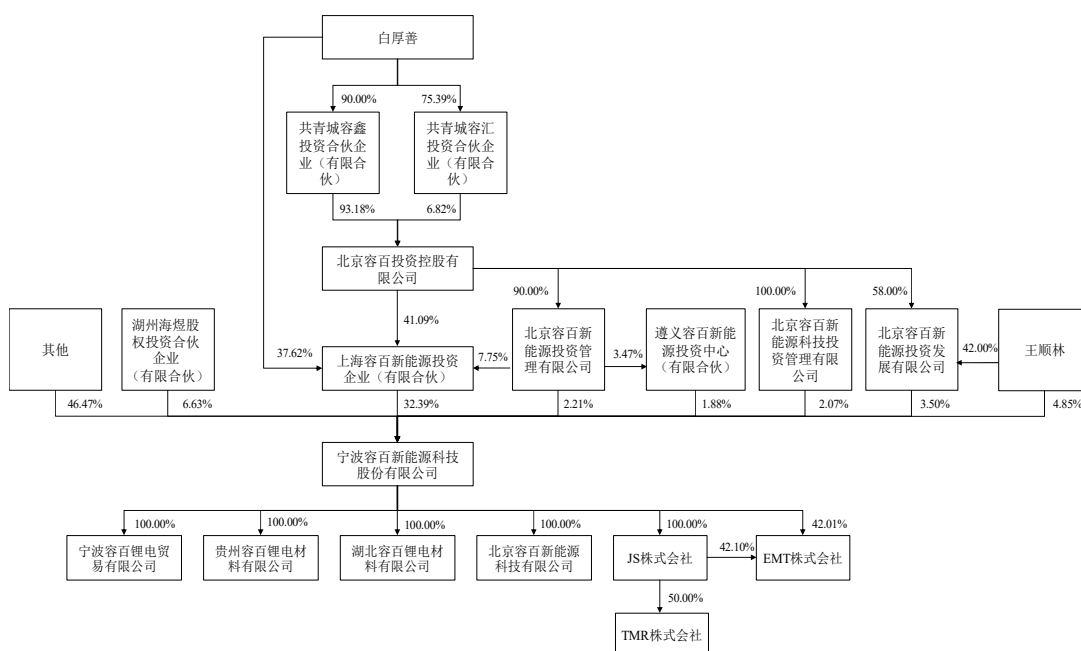 白厚善
90.00%
75.39%
共青城容鑫
投资合伙企
业（有限合
伙）
共青城容汇
投资合伙企
业（有限合
伙）
93.18%
6.82%
北京容百投资控股有
限公司
90.00%
100.00%
58.00%
其他
湖州海煜股
权投资合伙
企业
（有限合伙）
41.09%
37.62%
上海容百新能源投资
企业（有限合伙）
7.75%
北京容百新
能源投资管
理有限公司
3.47%
遵义容百新能
源投资中心
（有限合伙）
北京容百新
能源科技投
资管理有限
公司
北京容百新
能源投资发
展有限公司
42.00%
王顺林
46.47%
6.63%
32.39%
2.21%
1.88%
2.07%
3.50%
4.85%
宁波容百新能源科技
股份有限公司
100.00%
100.00%
100.00%
100.00%
100.00%
42.01%
宁波容百锂电贸
易有限公司
贵州容百锂电材
料有限公司
湖北容百锂电材
料有限公司
北京容百新能源
科技有限公司
JS株式会社
42.10%
EMT株式会社
50.00%
TMR株式会社